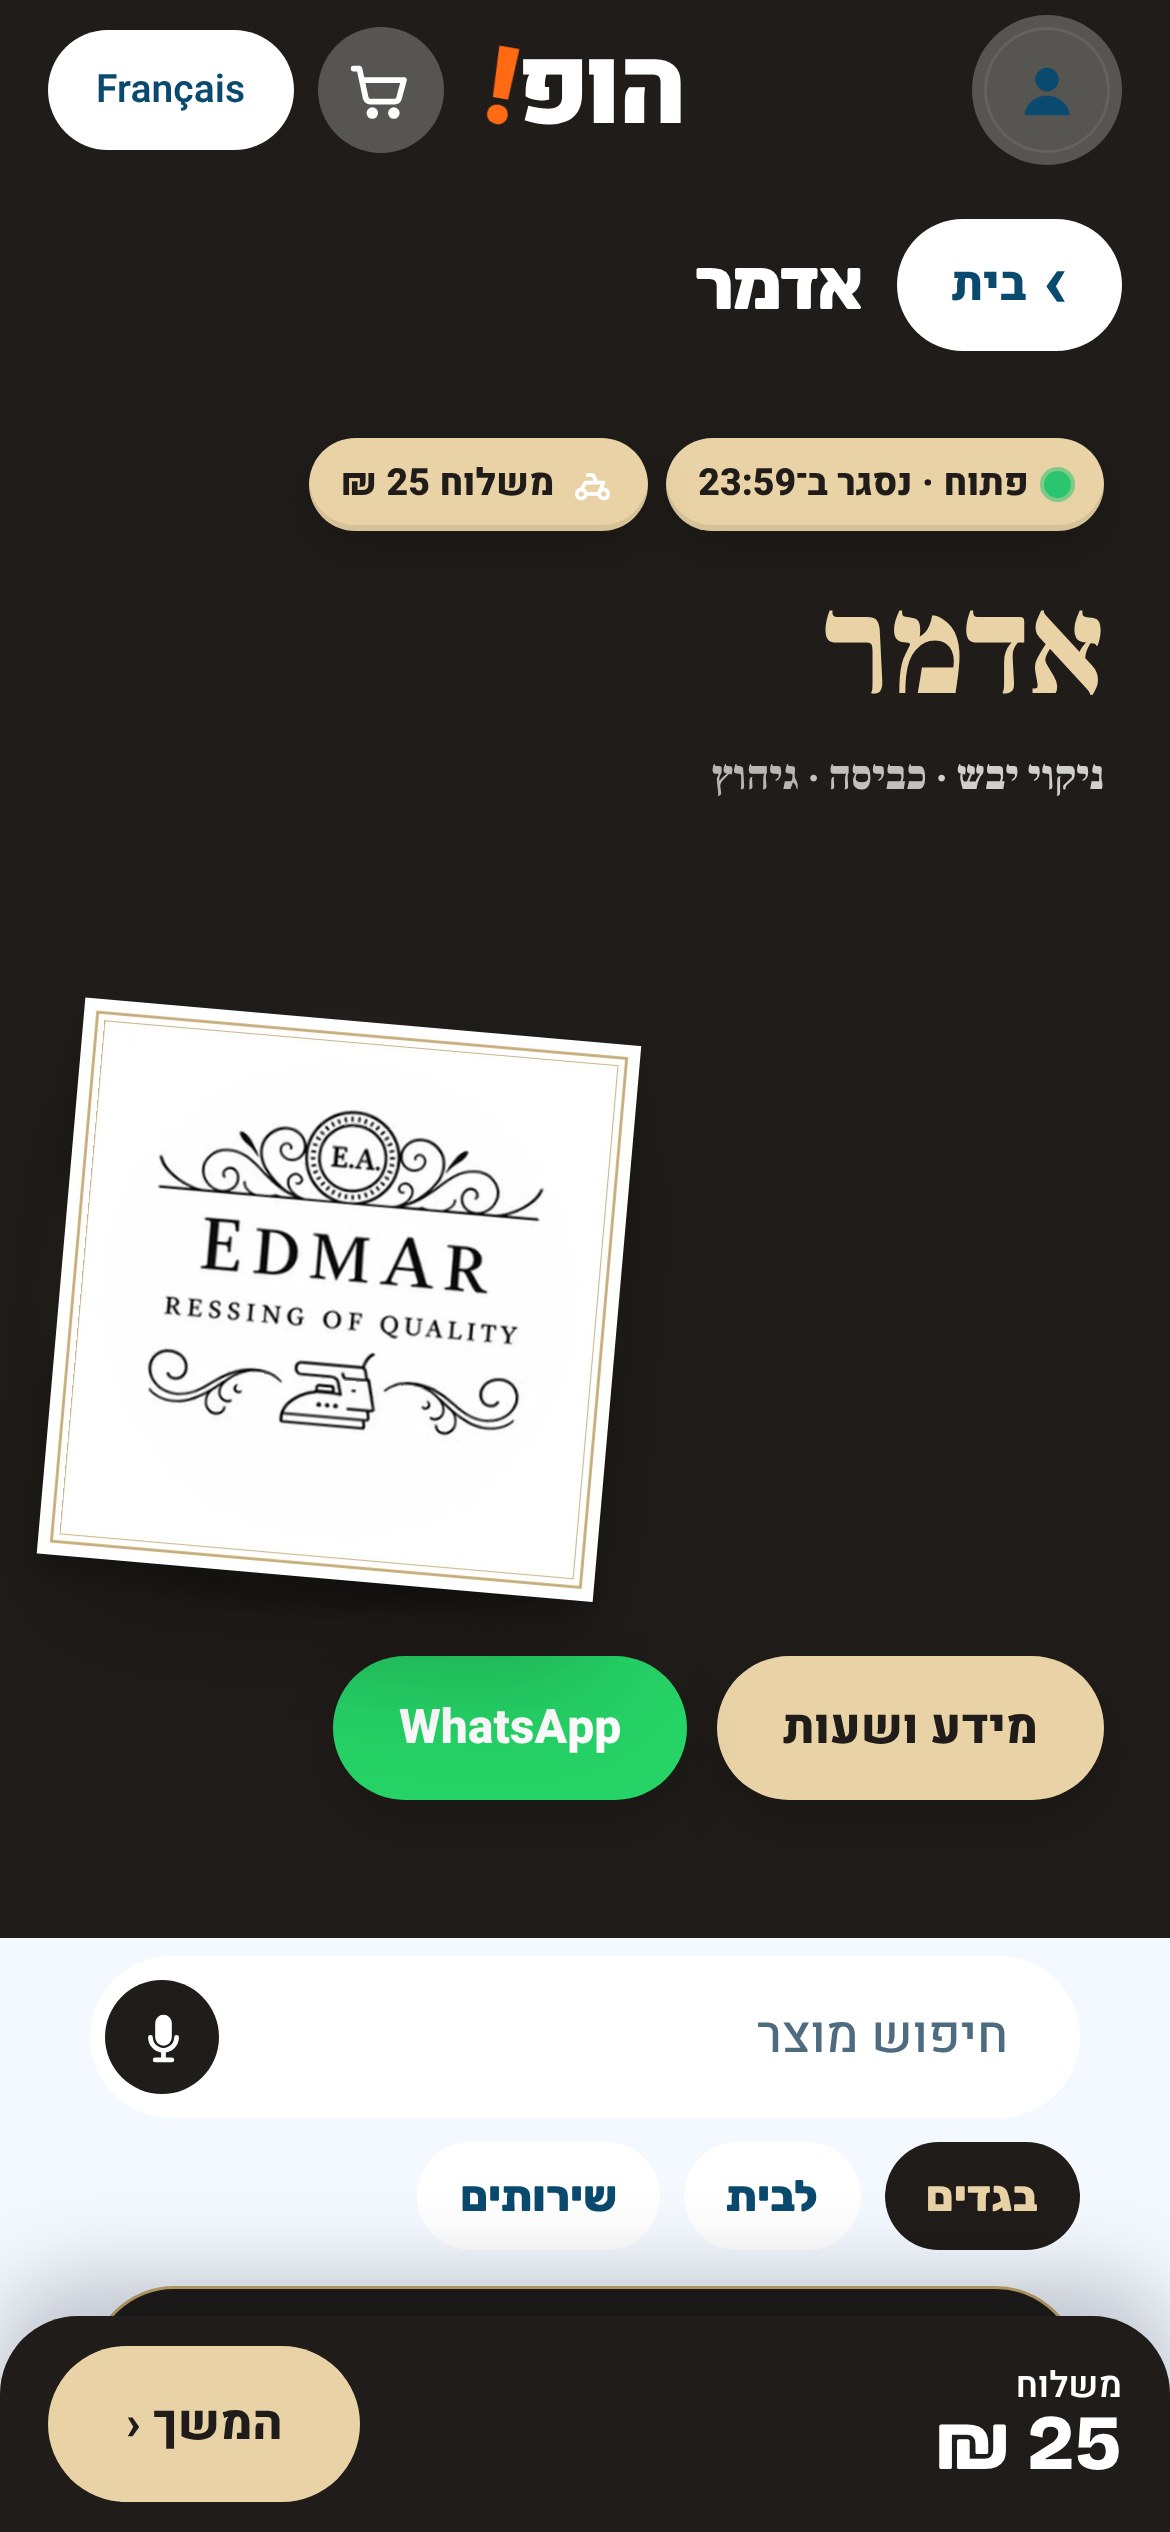 הופ!
Français
‹ בית
אדמר
פתוח · נסגר ב־23:59
משלוח 25 ₪
אדמר
ניקוי יבש · כביסה · גיהוץ
E.A.
EDMAR
RESSING OF QUALITY
מידע ושעות
WhatsApp
חיפוש מוצר
בגדים
לבית
שירותים
משלוח
25 ₪
המשך ‹